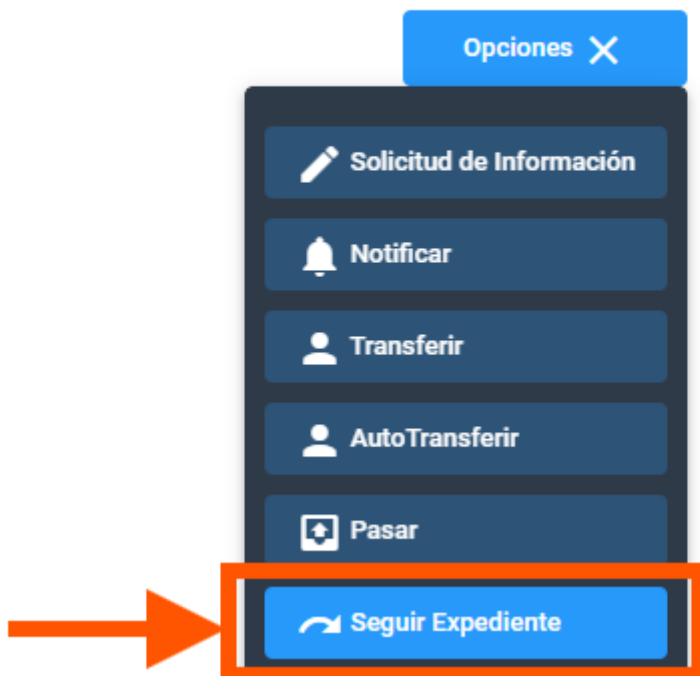 Opciones
Solicitud de Información
Notificar
Transferir
AutoTransferir
Pasar
Seguir Expediente